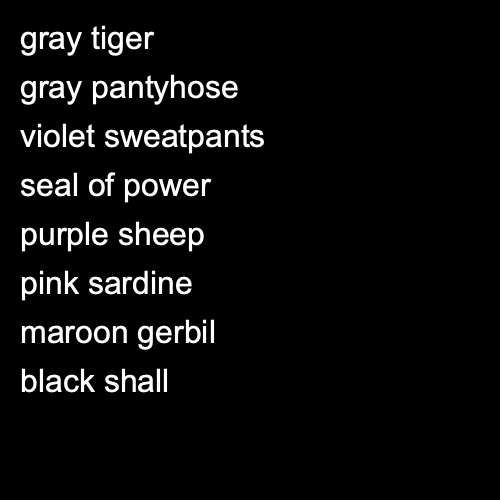 gray tiger
gray pantyhose
violet sweatpants
seal of power
purple sheep
pink sardine
maroon gerbil
black shall